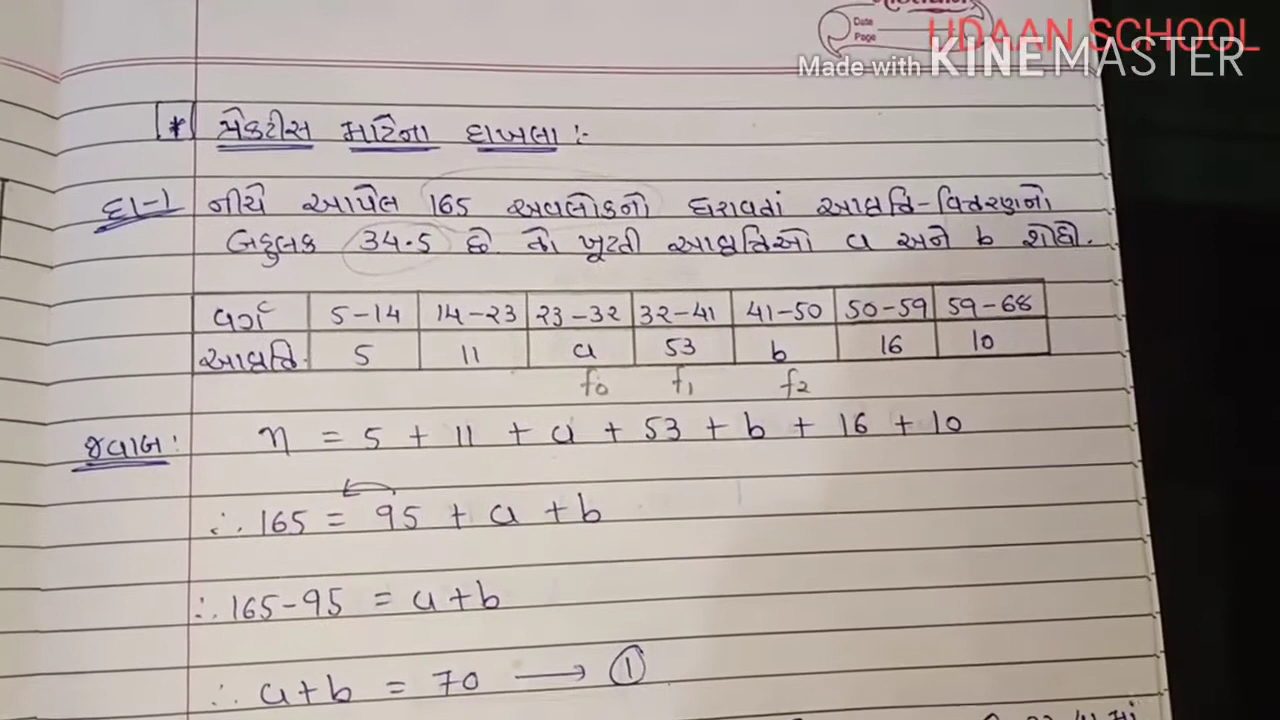 Date
Page
UDAAN SCHOOL
Made with KINEMASTER
* પ્રેક્ટીસ માટેના દાખલા :-
દા-1 નીચે આપેલ 165 અવલોકનો ધરાવતાં આવૃત્તિ-વિતરણનો
બહુલક 34.5 છે. તો ખૂટતી આવૃત્તિઓ a અને b શોધો.
વર્ગ 5-14 14-23 23-32 32-41 41-50 50-59 59-68
આવૃત્તિ. 5 11 a 53 b 16 10
f0 f1 f2
જવાબ: n = 5 + 11 + a + 53 + b + 16 + 10
∴ 165 = 95 + a + b
∴ 165-95 = a+b
∴ a+b = 70 → ①